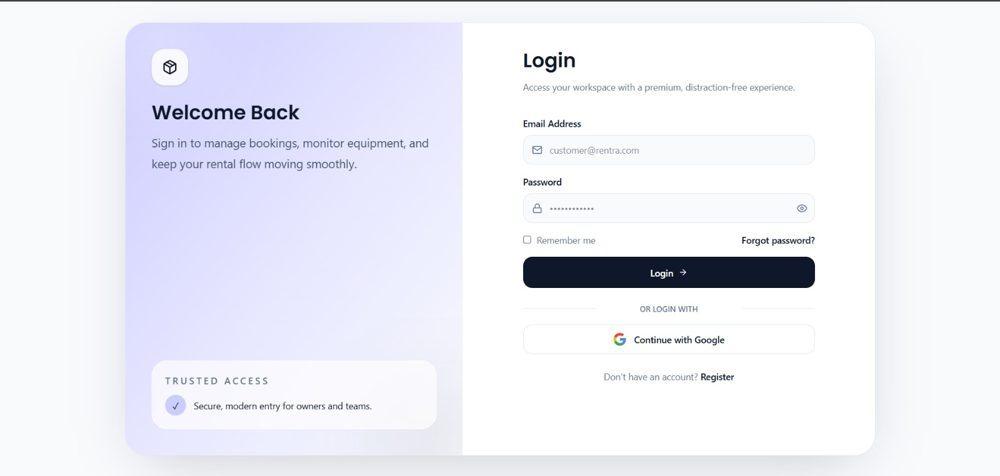 Welcome Back
Sign in to manage bookings, monitor equipment, and
keep your rental flow moving smoothly.
TRUSTED ACCESS
✓ Secure, modern entry for owners and teams.
Login
Access your workspace with a premium, distraction-free experience.
Email Address
customer@rentra.com
Password
••••••••••••
Remember me
Forgot password?
Login →
OR LOGIN WITH
Continue with Google
Don't have an account? Register